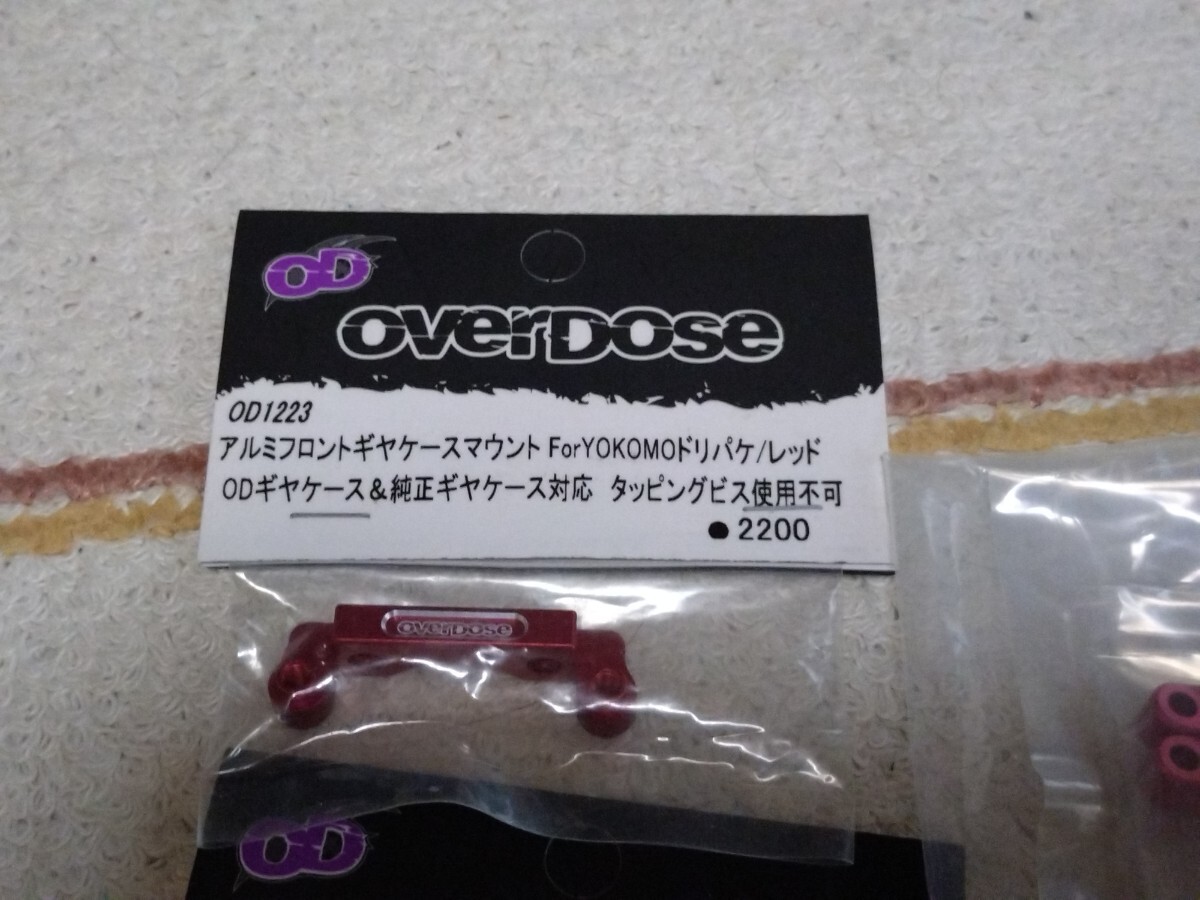 OD
OVERDOSE
OD1223
アルミフロントギヤケースマウント ForYOKOMOドリパケ/レッド
ODギヤケース&純正ギヤケース対応 タッピングビス使用不可
●2200
OVERDOSE
OD